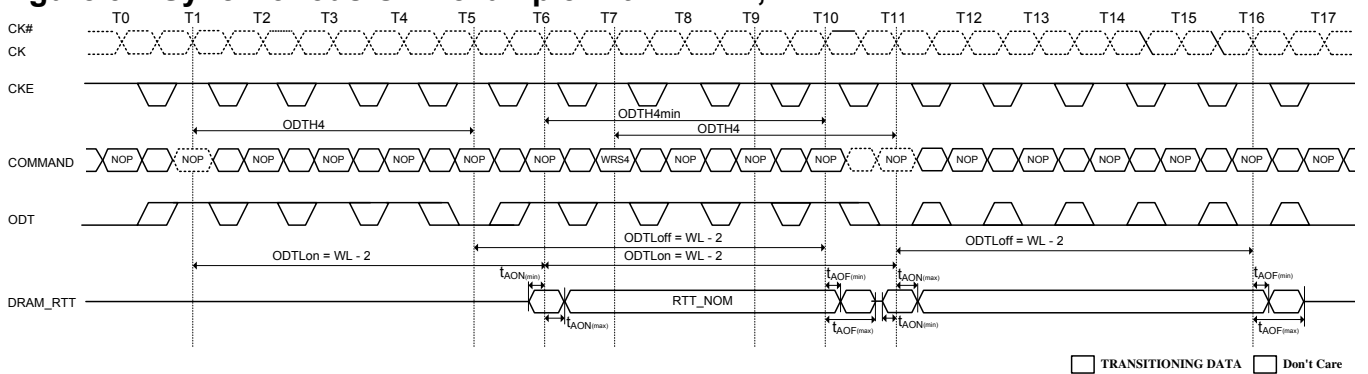 T0 T1 T2 T3 T4 T5 T6 T7 T8 T9 T10 T11 T12 T13 T14 T15 T16 T17
CK#
CK
CKE
ODTH4min
ODTH4
ODTH4
COMMAND NOP NOP NOP NOP NOP NOP NOP WRS4 NOP NOP NOP NOP NOP NOP NOP NOP NOP NOP
ODT
ODTLoff = WL - 2
ODTLoff = WL - 2
ODTLon = WL - 2
ODTLon = WL - 2
tAON(min) tAOF(min) tAON(max) tAOF(min)
DRAM_RTT RTT_NOM
tAON(max) tAOF(max) tAON(min) tAOF(max)
TRANSITIONING DATA Don't Care